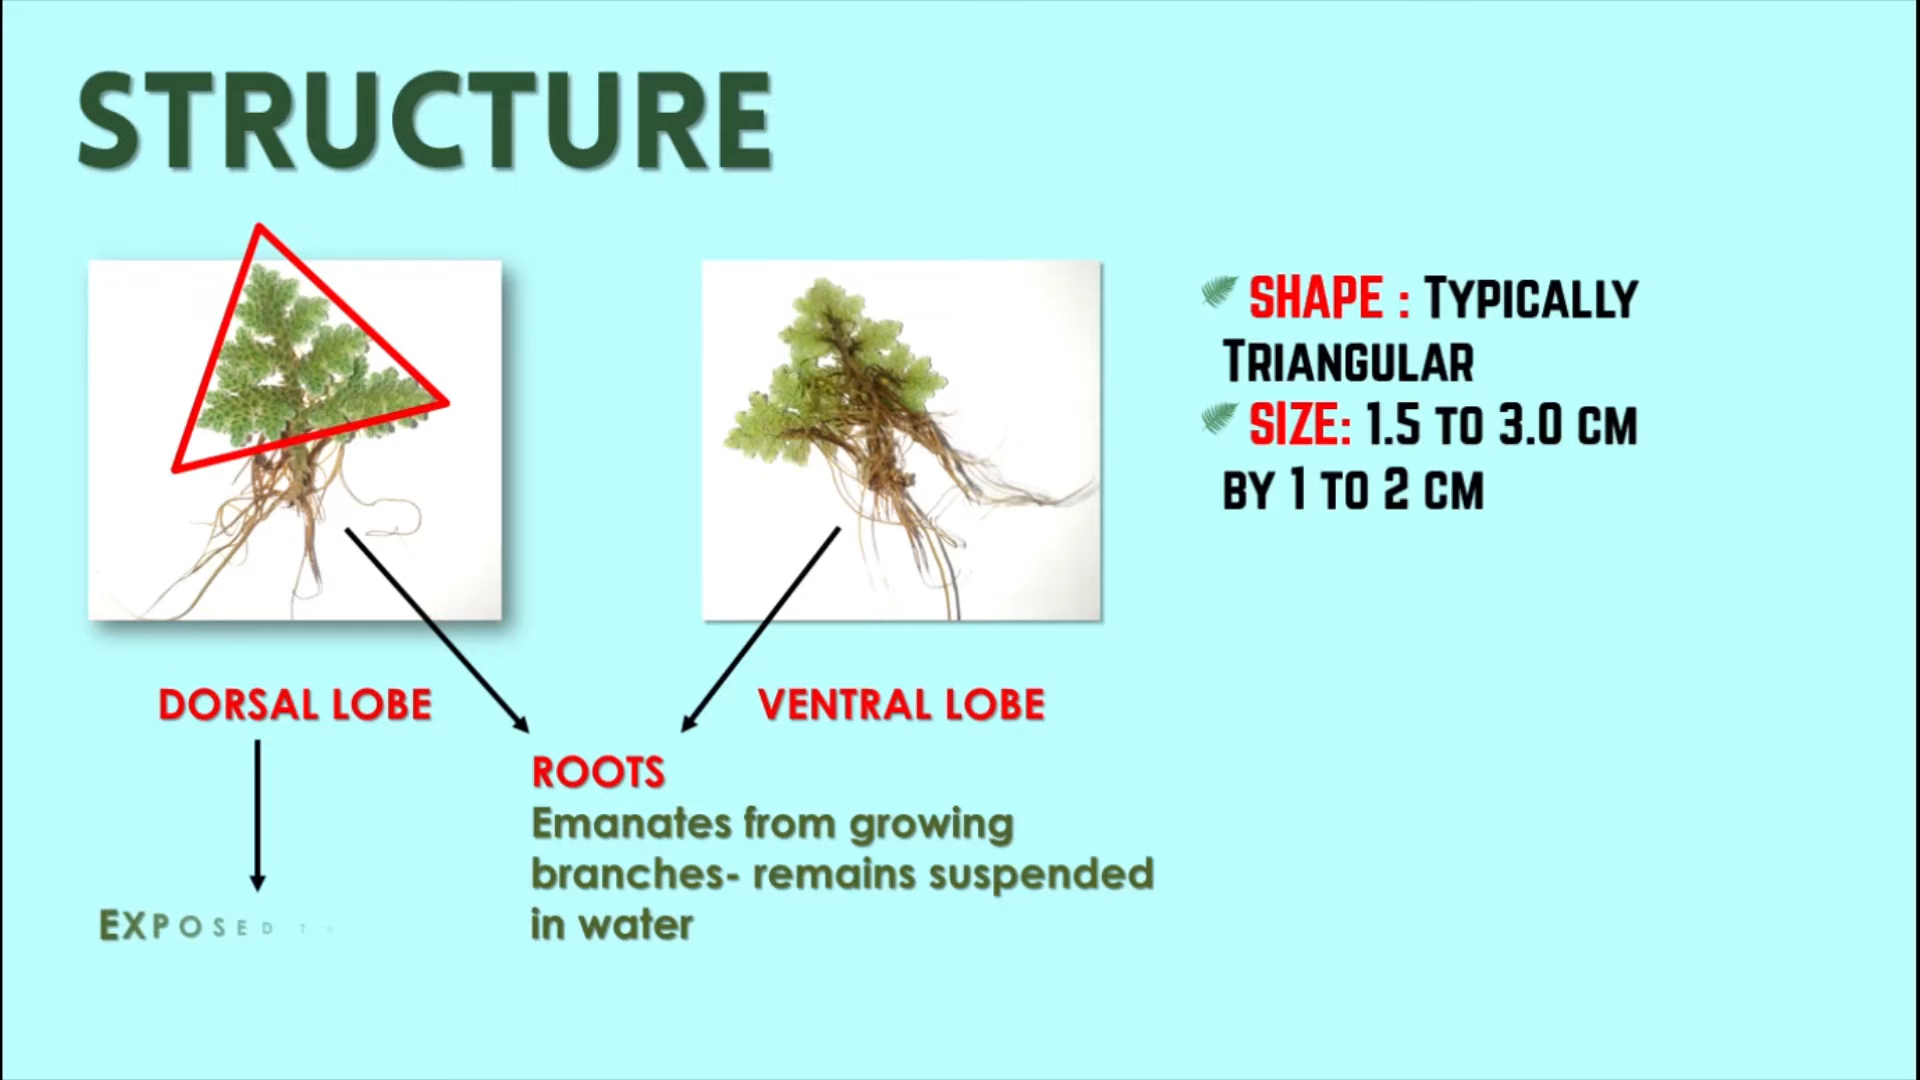 STRUCTURE
SHAPE : TYPICALLY
TRIANGULAR
SIZE: 1.5 TO 3.0 CM
BY 1 TO 2 CM
DORSAL LOBE
VENTRAL LOBE
ROOTS
Emanates from growing
branches- remains suspended
in water
EXPOSED